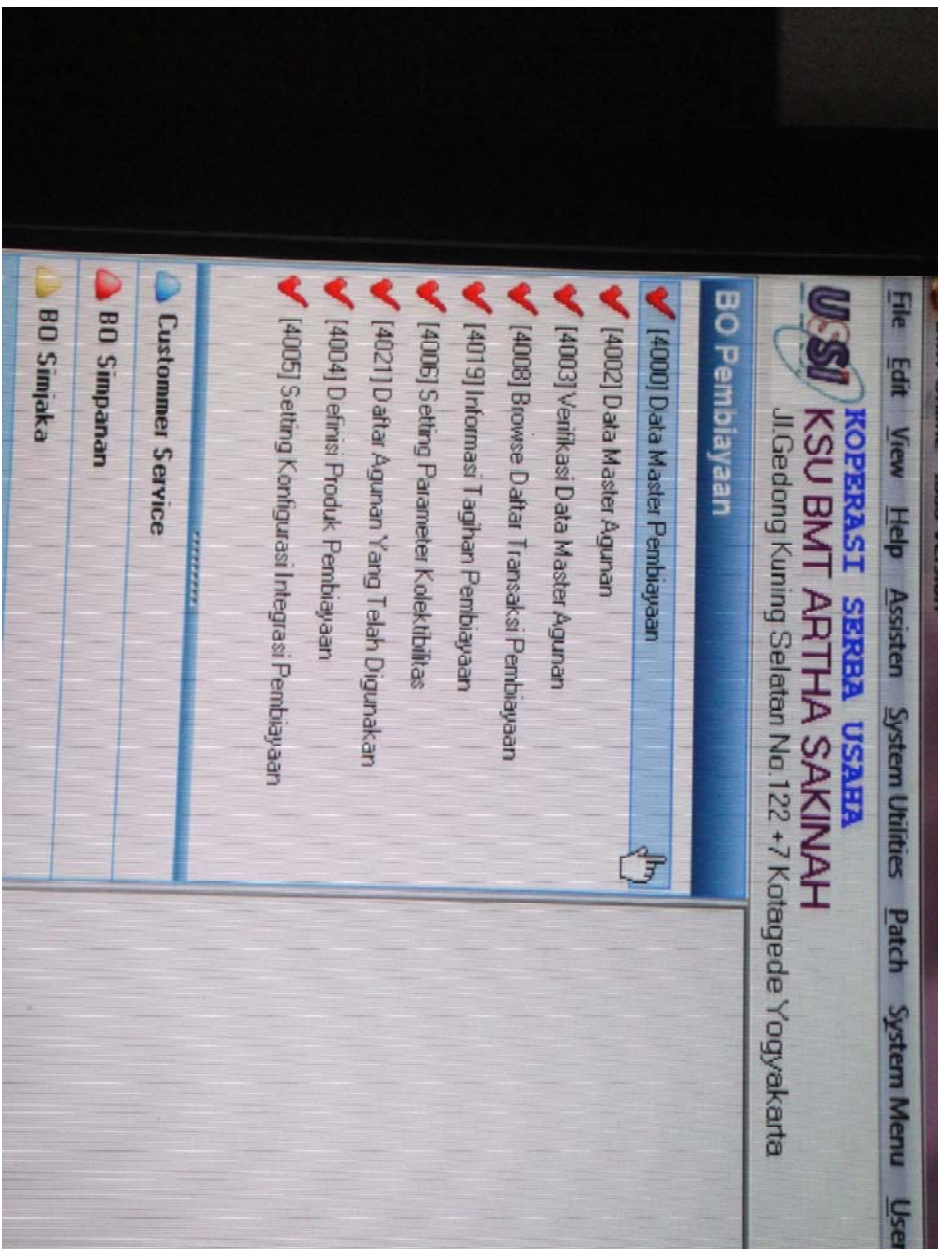 File Edit View Help Assisten System Utilities Patch System Menu User
USSI
KOPERASI SERBA USAHA
KSU BMT ARTHA SAKINAH
Jl.Gedong Kuning Selatan No.122 +7 Kotagede Yogyakarta
BO Pembiayaan
[4000] Data Master Pembiayaan
[4002] Data Master Agunan
[4003] Verifikasi Data Master Agunan
[4008] Browse Daftar Transaksi Pembiayaan
[4019] Informasi Tagihan Pembiayaan
[4006] Setting Parameter Kolektibilitas
[4021] Daftar Agunan Yang Telah Digunakan
[4004] Definisi Produk Pembiayaan
[4005] Setting Konfigurasi Integrasi Pembiayaan
Custommer Service
BO Simpanan
BO Simjaka